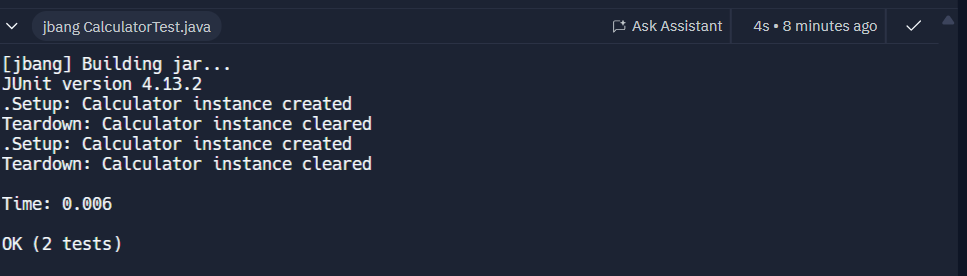 jbang CalculatorTest.java
Ask Assistant
4s • 8 minutes ago
[jbang] Building jar...
JUnit version 4.13.2
.Setup: Calculator instance created
Teardown: Calculator instance cleared
.Setup: Calculator instance created
Teardown: Calculator instance cleared
Time: 0.006
OK (2 tests)